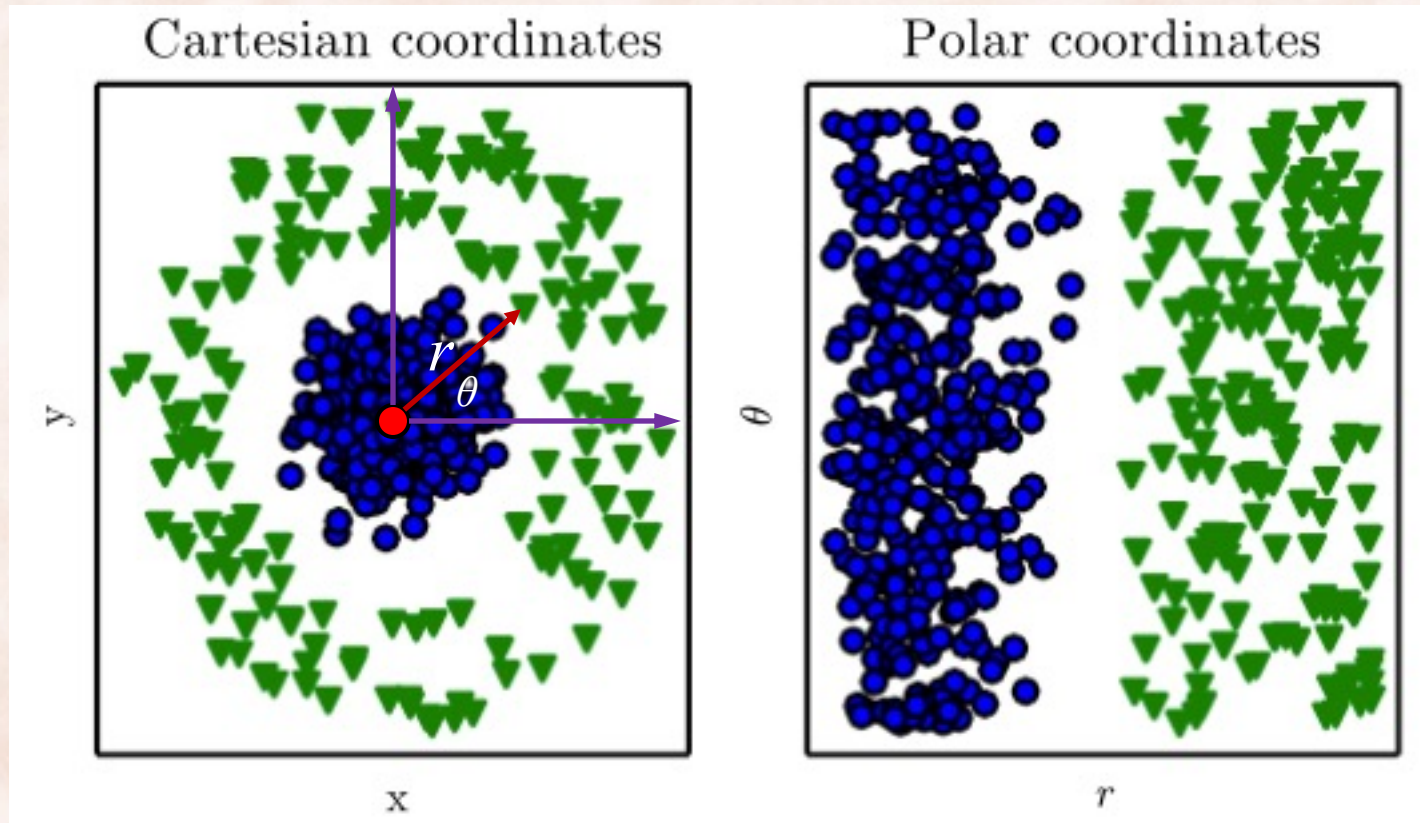 Cartesian coordinates
r
θ
y
x
Polar coordinates
θ
r